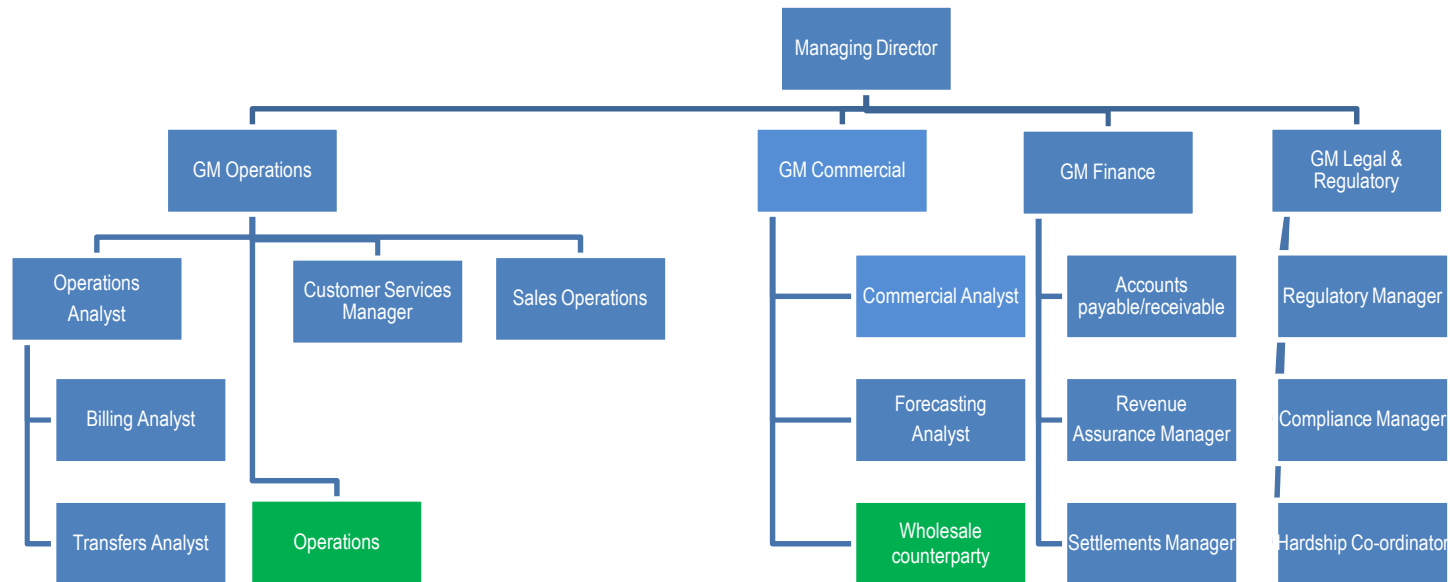 Managing Director
GM Operations
GM Commercial
GM Finance
GM Legal &
Regulatory
Operations
Analyst
Customer Services
Manager
Sales Operations
Commercial Analyst
Accounts
payable/receivable
Regulatory Manager
Billing Analyst
Forecasting
Analyst
Revenue
Assurance Manager
Compliance Manager
Transfers Analyst
Operations
Wholesale
counterparty
Settlements Manager
Hardship Co-ordinator